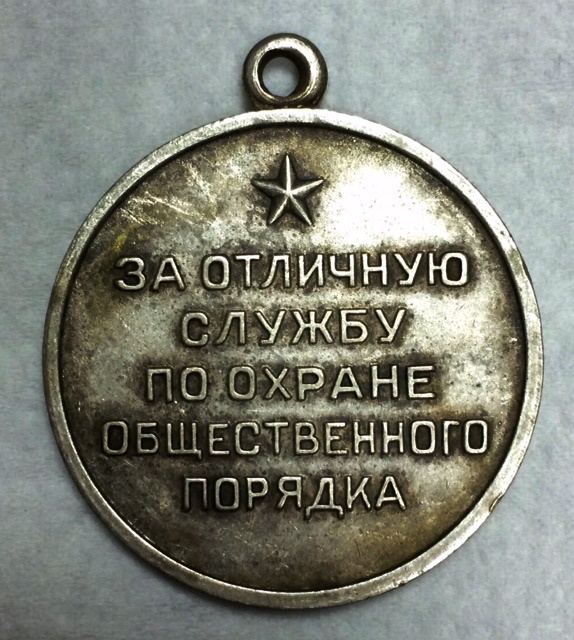 ЗА ОТЛИЧНУЮ
СЛУЖБУ
ПО ОХРАНЕ
ОБЩЕСТВЕННОГО
ПОРЯДКА